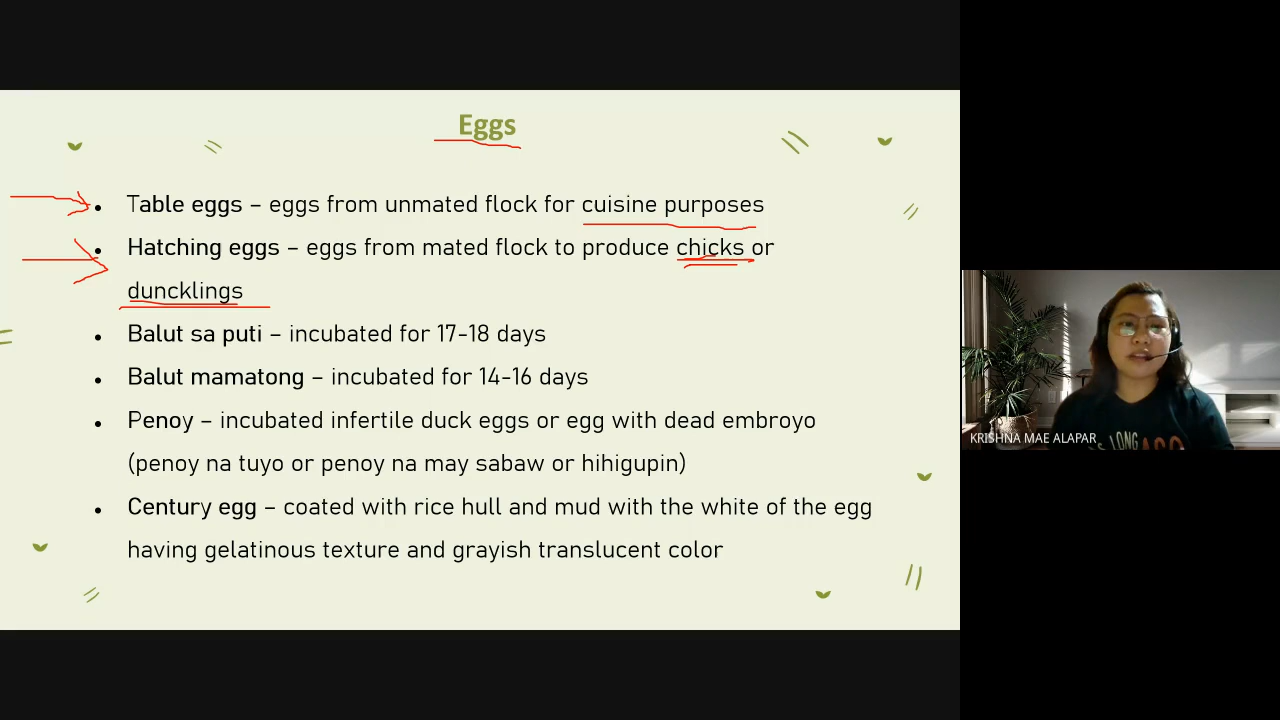 Eggs
• Table eggs – eggs from unmated flock for cuisine purposes
• Hatching eggs – eggs from mated flock to produce chicks or
duncklings
• Balut sa puti – incubated for 17-18 days
• Balut mamatong – incubated for 14-16 days
• Penoy – incubated infertile duck eggs or egg with dead embroyo
(penoy na tuyo or penoy na may sabaw or hihigupin)
• Century egg – coated with rice hull and mud with the white of the egg
having gelatinous texture and grayish translucent color
KRISHNA MAE ALAPAR